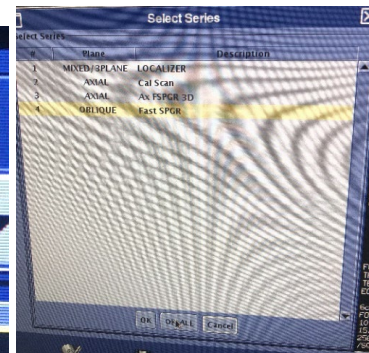 Select Series
Select Series
# Plane Description
1 MIXED/3PLANE LOCALIZER
2 AXIAL Cal Scan
3 AXIAL Ax FSPGR 3D
4 OBLIQUE Fast SPGR
OK Cancel